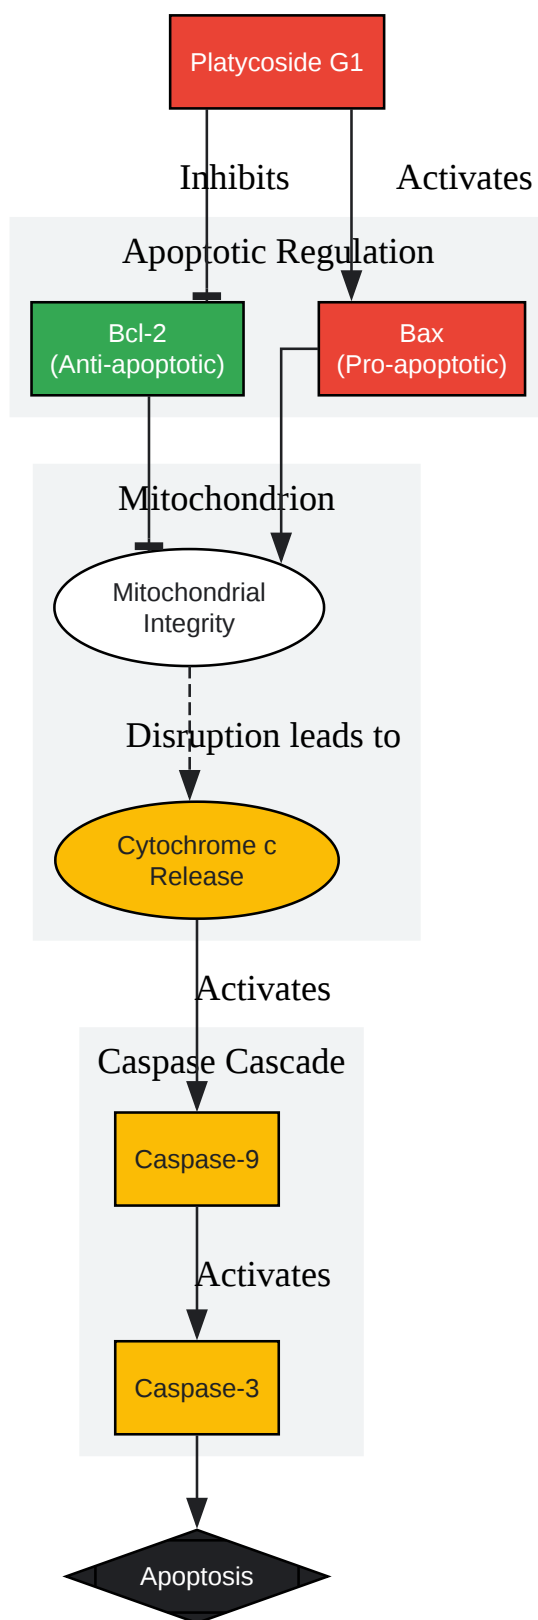 Platycoside G1
Inhibits
Activates
Apoptotic Regulation
Bcl-2
(Anti-apoptotic)
Bax
(Pro-apoptotic)
Mitochondrion
Mitochondrial
Integrity
Disruption leads to
Cytochrome c
Release
Activates
Caspase Cascade
Caspase-9
Activates
Caspase-3
Apoptosis